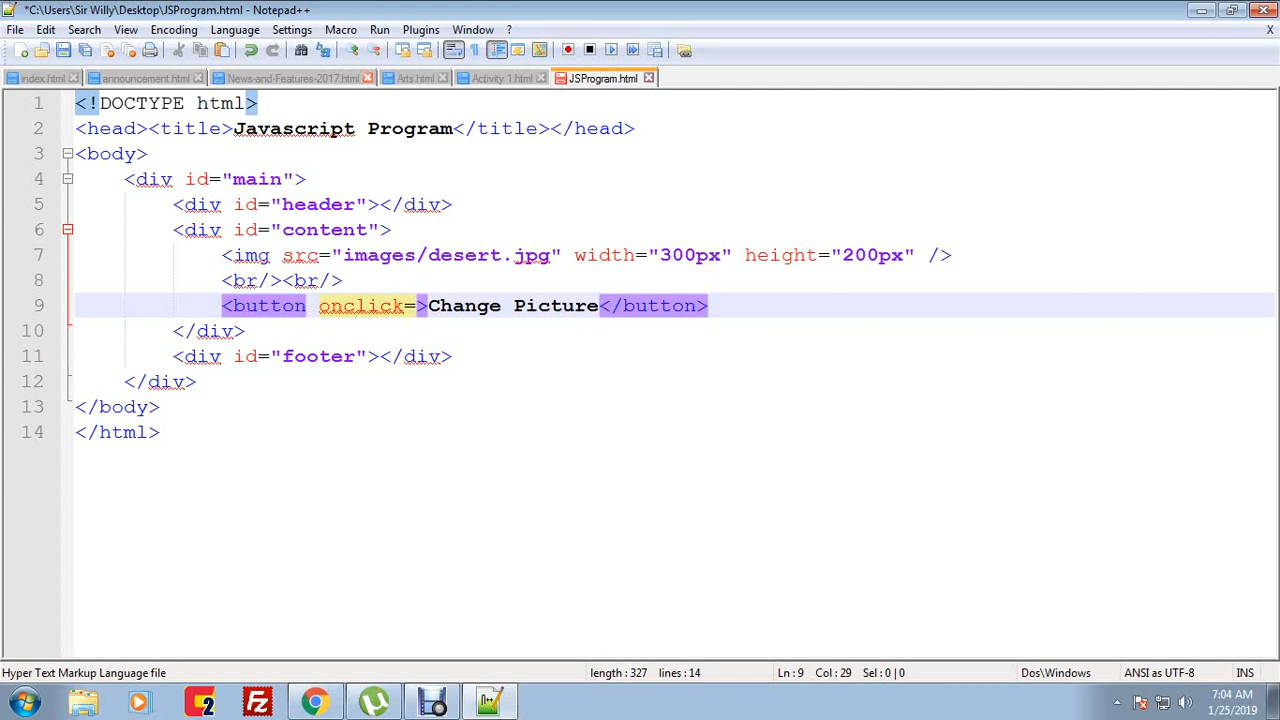 *C:\Users\Sir Willy\Desktop\JSProgram.html - Notepad++
File Edit Search View Encoding Language Settings Macro Run Plugins Window ? X
index.html announcement.html News-and-Features-2017.html Arts.html Activity 1.html JSProgram.html
1 <!DOCTYPE html>
2 <head><title>Javascript Program</title></head>
3 <body>
4 <div id="main">
5 <div id="header"></div>
6 <div id="content">
7 <img src="images/desert.jpg" width="300px" height="200px" />
8 <br/><br/>
9 <button onclick=>Change Picture</button>
10 </div>
11 <div id="footer"></div>
12 </div>
13 </body>
14 </html>
Hyper Text Markup Language file length : 327 lines : 14 Ln : 9 Col : 29 Sel : 0 | 0 Dos\Windows ANSI as UTF-8 INS
7:04 AM
1/25/2019